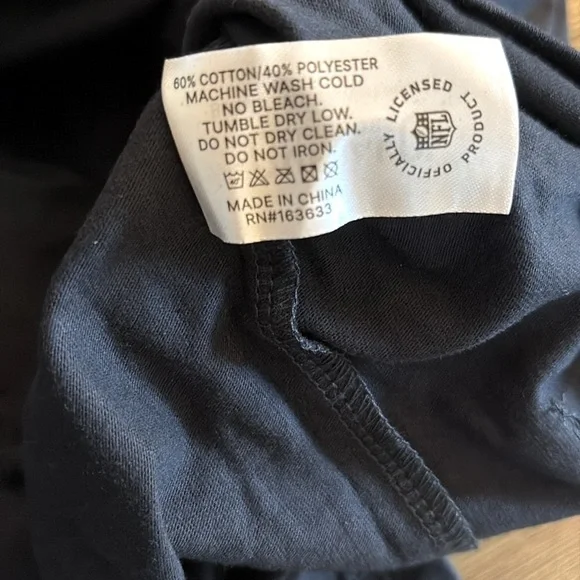 60% COTTON/40% POLYESTER
MACHINE WASH COLD
NO BLEACH.
TUMBLE DRY LOW.
DO NOT DRY CLEAN.
DO NOT IRON.
MADE IN CHINA
RN#163633
OFFICIALLY LICENSED PRODUCT
NFL